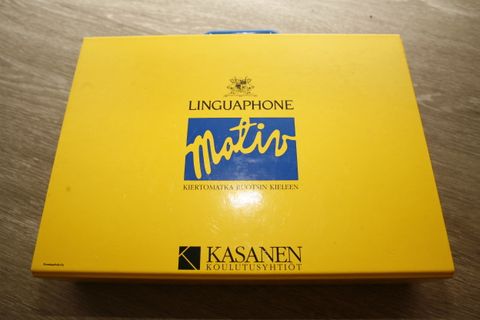 LINGUAPHONE
Motiv
KIERTOMATKA RUOTSIN KIELEEN
KASANEN
KOULUTUSYHTIÖT